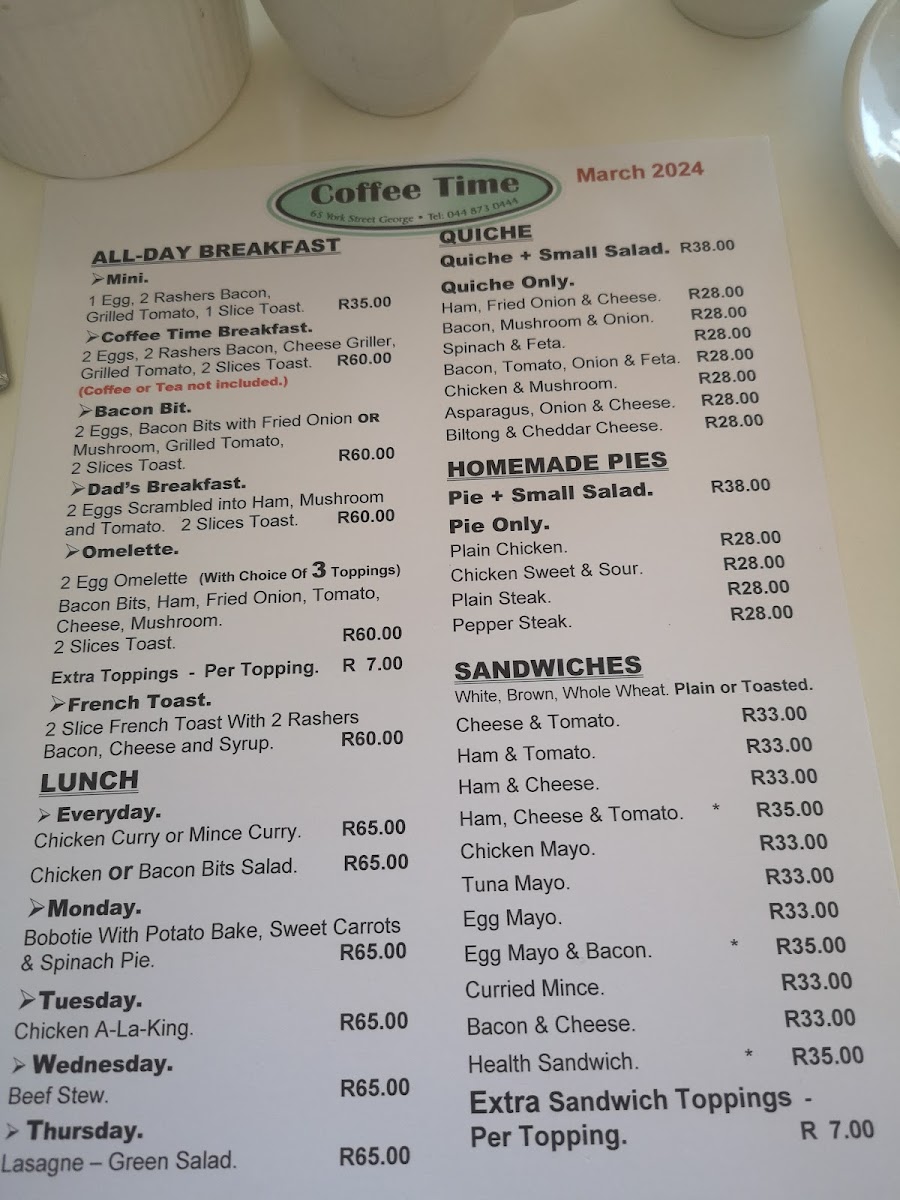 Coffee Time
65 York Street George • Tel: 044 873 0444
March 2024
ALL-DAY BREAKFAST
➢Mini.
1 Egg, 2 Rashers Bacon,
Grilled Tomato, 1 Slice Toast. R35.00
➢Coffee Time Breakfast.
2 Eggs, 2 Rashers Bacon, Cheese Griller,
Grilled Tomato, 2 Slices Toast. R60.00
(Coffee or Tea not included.)
➢Bacon Bit.
2 Eggs, Bacon Bits with Fried Onion OR
Mushroom, Grilled Tomato,
2 Slices Toast. R60.00
➢Dad's Breakfast.
2 Eggs Scrambled into Ham, Mushroom
and Tomato. 2 Slices Toast. R60.00
➢Omelette.
2 Egg Omelette (With Choice Of 3 Toppings)
Bacon Bits, Ham, Fried Onion, Tomato,
Cheese, Mushroom.
2 Slices Toast. R60.00
Extra Toppings - Per Topping. R 7.00
➢French Toast.
2 Slice French Toast With 2 Rashers
Bacon, Cheese and Syrup. R60.00
LUNCH
➢ Everyday.
Chicken Curry or Mince Curry. R65.00
Chicken or Bacon Bits Salad. R65.00
➢Monday.
Bobotie With Potato Bake, Sweet Carrots
& Spinach Pie. R65.00
➢Tuesday.
Chicken A-La-King. R65.00
➢ Wednesday.
Beef Stew. R65.00
➢ Thursday.
Lasagne – Green Salad. R65.00
QUICHE
Quiche + Small Salad. R38.00
Quiche Only.
Ham, Fried Onion & Cheese. R28.00
Bacon, Mushroom & Onion. R28.00
Spinach & Feta. R28.00
Bacon, Tomato, Onion & Feta. R28.00
Chicken & Mushroom. R28.00
Asparagus, Onion & Cheese. R28.00
Biltong & Cheddar Cheese. R28.00
HOMEMADE PIES
Pie + Small Salad. R38.00
Pie Only.
Plain Chicken. R28.00
Chicken Sweet & Sour. R28.00
Plain Steak. R28.00
Pepper Steak. R28.00
SANDWICHES
White, Brown, Whole Wheat. Plain or Toasted.
Cheese & Tomato. R33.00
Ham & Tomato. R33.00
Ham & Cheese. R33.00
Ham, Cheese & Tomato. * R35.00
Chicken Mayo. R33.00
Tuna Mayo. R33.00
Egg Mayo. R33.00
Egg Mayo & Bacon. * R35.00
Curried Mince. R33.00
Bacon & Cheese. R33.00
Health Sandwich. * R35.00
Extra Sandwich Toppings -
Per Topping. R 7.00